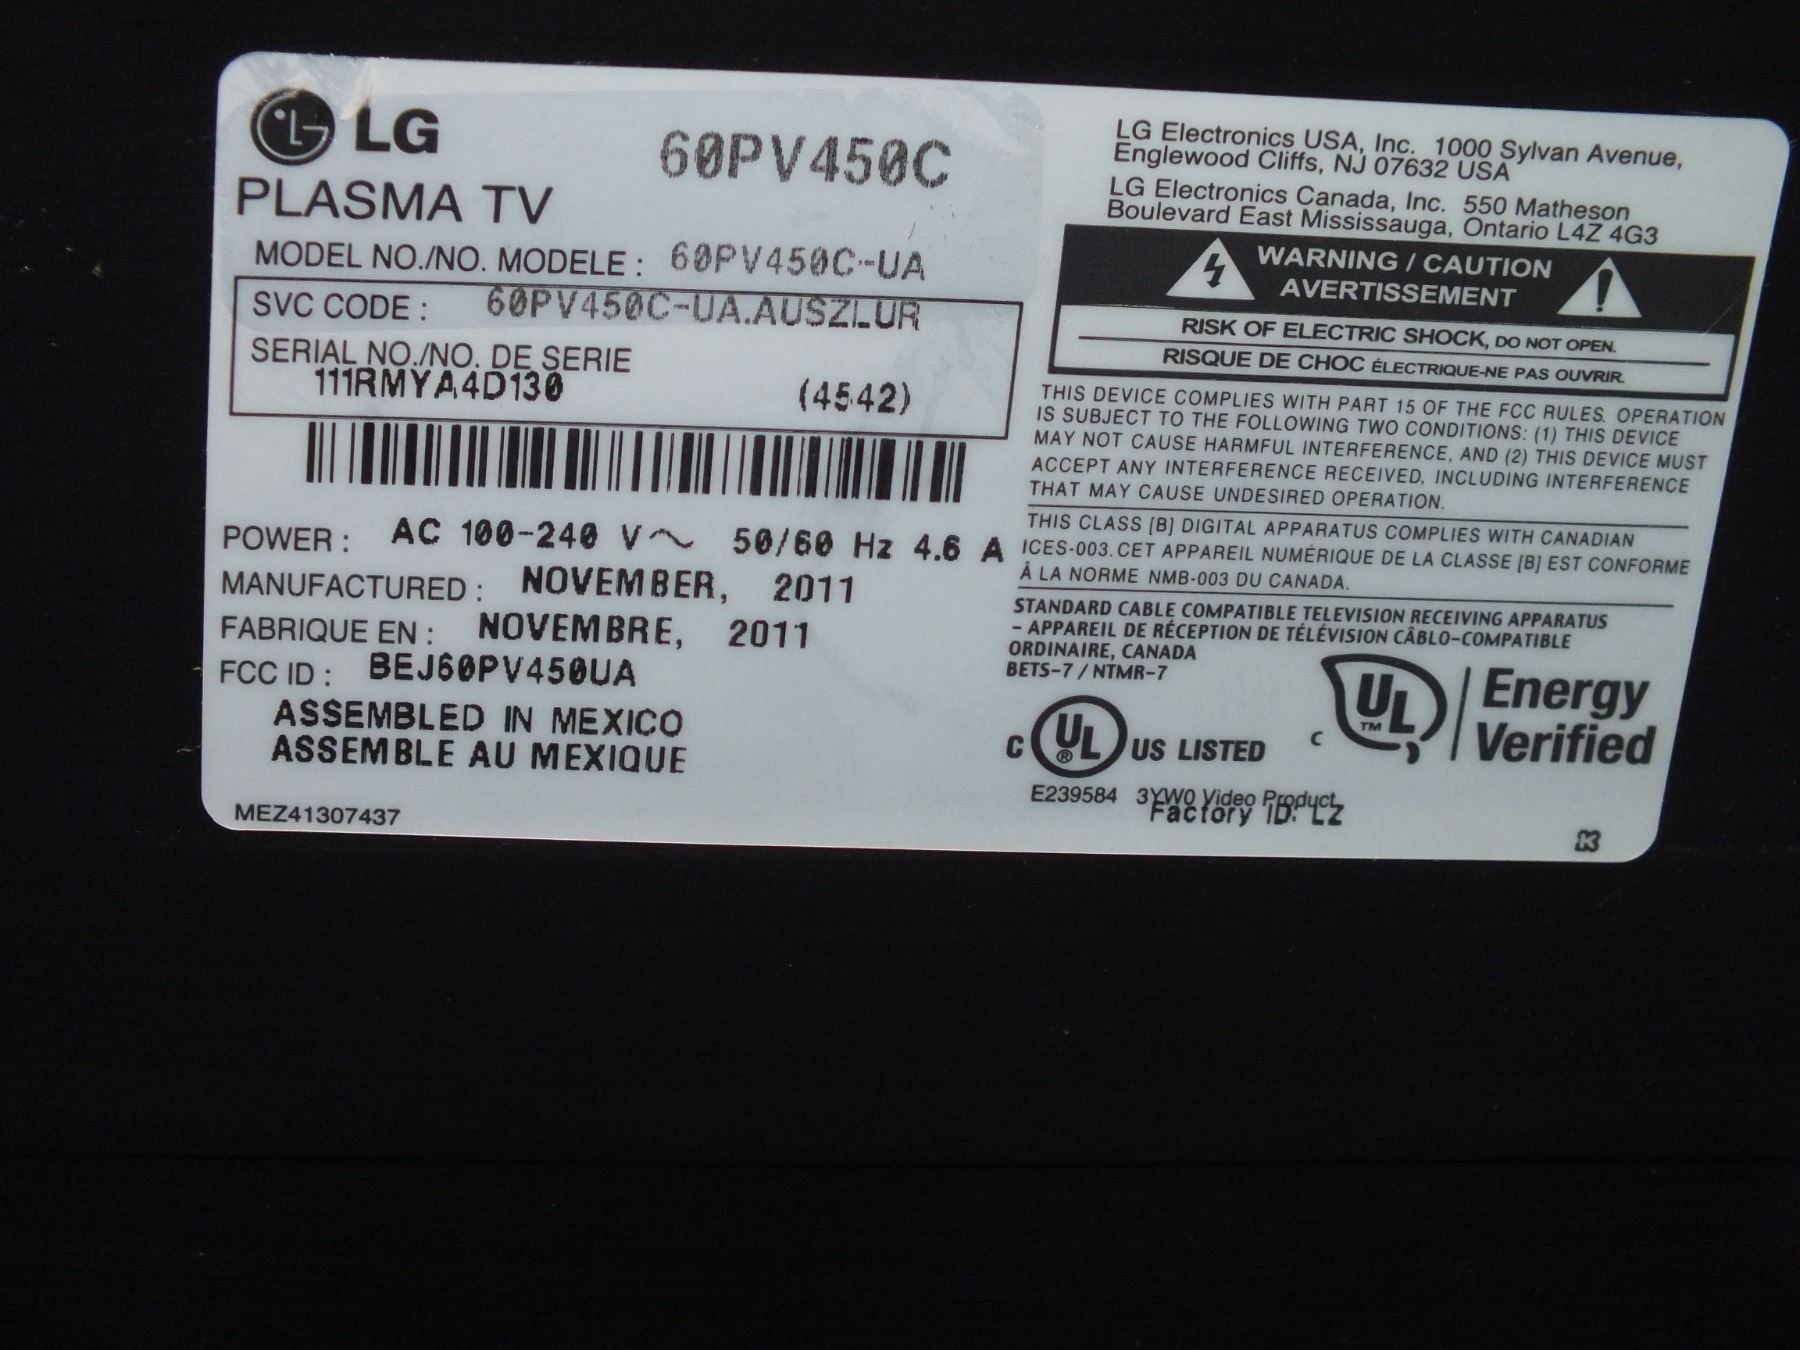 LG
60PV450C
PLASMA TV
MODEL NO./NO. MODELE : 60PV450C-UA
SVC CODE : 60PV450C-UA.AUSZLUR
SERIAL NO./NO. DE SERIE
111RMYA4D130 (4542)
POWER : AC 100-240 V~ 50/60 Hz 4.6 A
MANUFACTURED : NOVEMBER, 2011
FABRIQUE EN : NOVEMBRE, 2011
FCC ID : BEJ60PV450UA
ASSEMBLED IN MEXICO
ASSEMBLE AU MEXIQUE
MEZ41307437
LG Electronics USA, Inc. 1000 Sylvan Avenue,
Englewood Cliffs, NJ 07632 USA
LG Electronics Canada, Inc. 550 Matheson
Boulevard East Mississauga, Ontario L4Z 4G3
WARNING / CAUTION
AVERTISSEMENT
RISK OF ELECTRIC SHOCK, DO NOT OPEN.
RISQUE DE CHOC ÉLECTRIQUE-NE PAS OUVRIR.
THIS DEVICE COMPLIES WITH PART 15 OF THE FCC RULES. OPERATION
IS SUBJECT TO THE FOLLOWING TWO CONDITIONS: (1) THIS DEVICE
MAY NOT CAUSE HARMFUL INTERFERENCE, AND (2) THIS DEVICE MUST
ACCEPT ANY INTERFERENCE RECEIVED, INCLUDING INTERFERENCE
THAT MAY CAUSE UNDESIRED OPERATION.
THIS CLASS [B] DIGITAL APPARATUS COMPLIES WITH CANADIAN
ICES-003. CET APPAREIL NUMÉRIQUE DE LA CLASSE [B] EST CONFORME
À LA NORME NMB-003 DU CANADA.
STANDARD CABLE COMPATIBLE TELEVISION RECEIVING APPARATUS
- APPAREIL DE RÉCEPTION DE TÉLÉVISION CÂBLO-COMPATIBLE
ORDINAIRE, CANADA
BETS-7 / NTMR-7
C UL ® US LISTED
C UL TM Energy
Verified
E239584 3YW0 Video Product
Factory ID: LZ